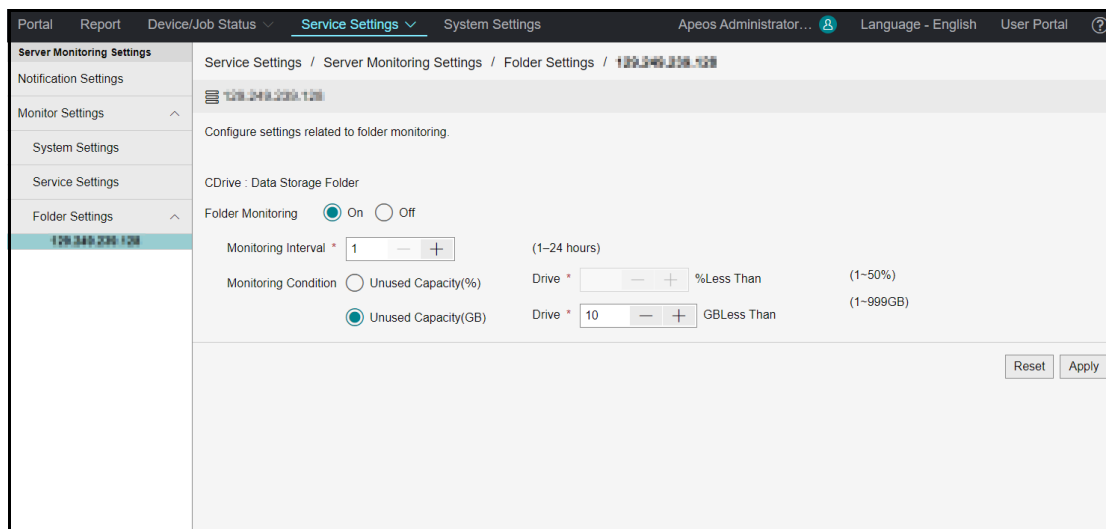 Portal Report Device/Job Status Service Settings System Settings Apeos Administrator... Language - English User Portal
Server Monitoring Settings
Notification Settings
Monitor Settings
System Settings
Service Settings
Folder Settings
Service Settings / Server Monitoring Settings / Folder Settings /
Configure settings related to folder monitoring.
CDrive : Data Storage Folder
Folder Monitoring On Off
Monitoring Interval * 1 − + (1–24 hours)
Monitoring Condition Unused Capacity(%) Drive * − + %Less Than (1~50%)
Unused Capacity(GB) Drive * 10 − + GBLess Than (1~999GB)
Reset Apply